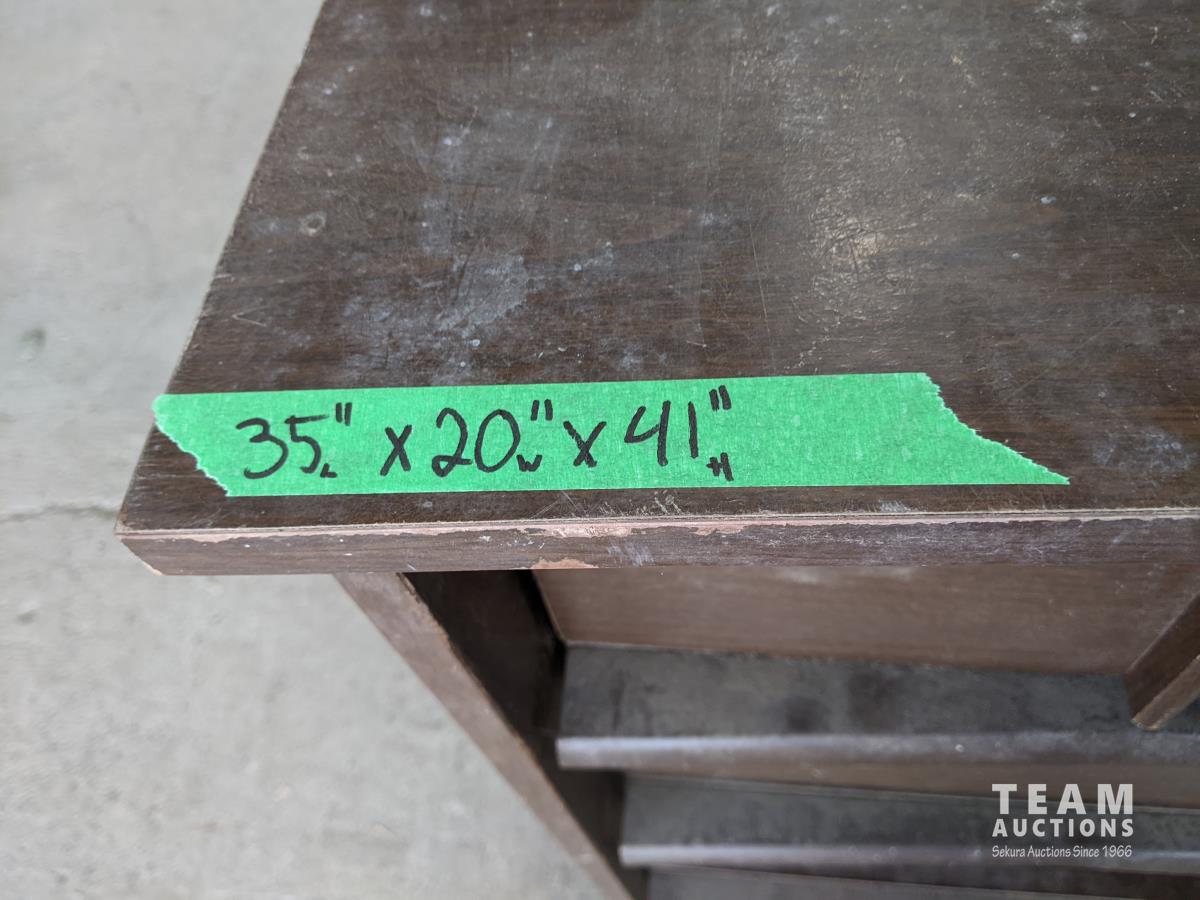 35"L x 20"W x 41"H
TEAM
AUCTIONS
Sekura Auctions Since 1966